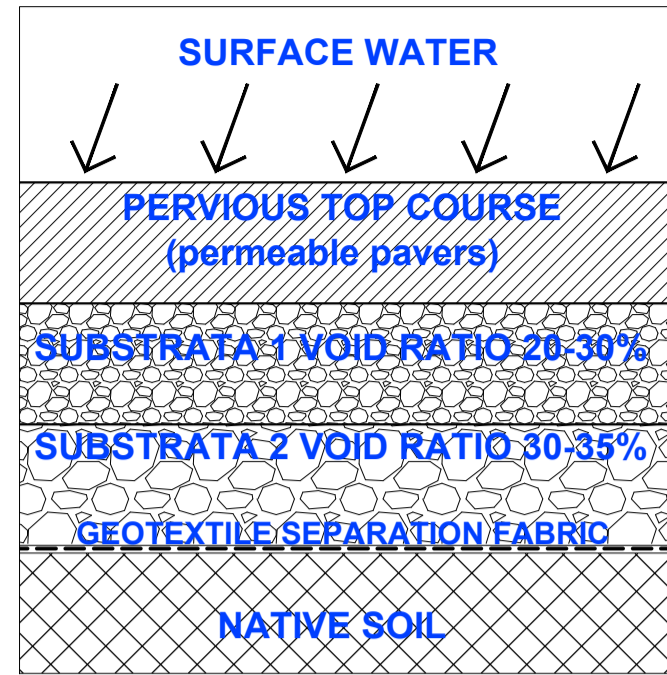 SURFACE WATER
PERVIOUS TOP COURSE
(permeable pavers)
SUBSTRATA 1 VOID RATIO 20-30%
SUBSTRATA 2 VOID RATIO 30-35%
GEOTEXTILE SEPARATION FABRIC
NATIVE SOIL